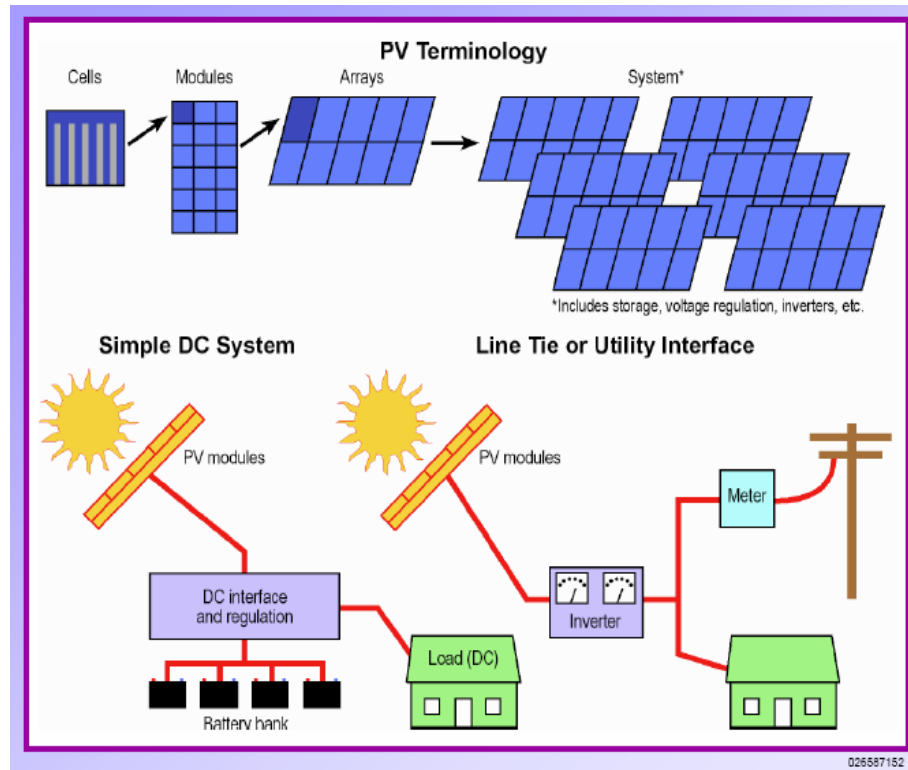 PV Terminology
Cells
Modules
Arrays
System*
*Includes storage, voltage regulation, inverters, etc.
Simple DC System
PV modules
DC interface
and regulation
Load (DC)
Battery bank
Line Tie or Utility Interface
PV modules
Inverter
Meter
026587152